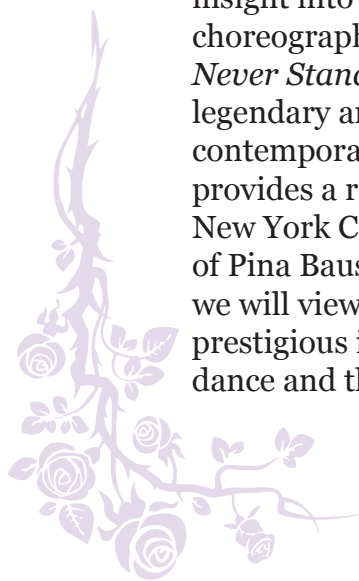 insight into
choreograph
Never Stand
legendary a
contempora
provides a r
New York C
of Pina Baus
we will view
prestigious i
dance and th